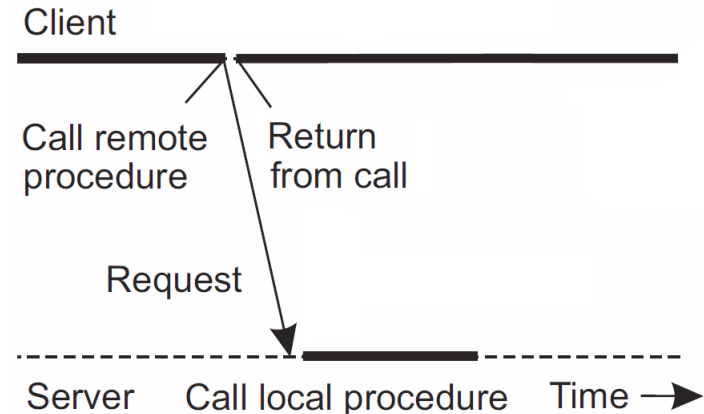 Client
Call remote
procedure
Return
from call
Request
Server
Call local procedure
Time